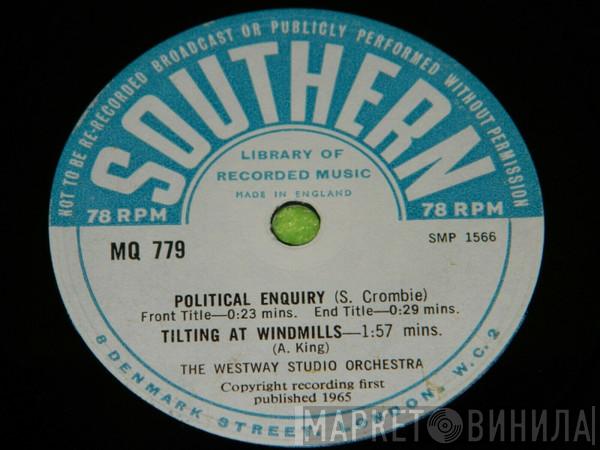 NOT TO BE RE-RECORDED BROADCAST OR PUBLICLY PERFORMED WITHOUT PERMISSION
SOUTHERN
LIBRARY OF
RECORDED MUSIC
MADE IN ENGLAND
78 RPM
78 RPM
MQ 779
SMP 1566
POLITICAL ENQUIRY (S. Crombie)
Front Title—0:23 mins. End Title—0:29 mins.
TILTING AT WINDMILLS—1:57 mins.
(A. King)
THE WESTWAY STUDIO ORCHESTRA
Copyright recording first
published 1965
8 DENMARK STREET, LONDON, W.C.2
МАРКЕТ ВИНИЛА